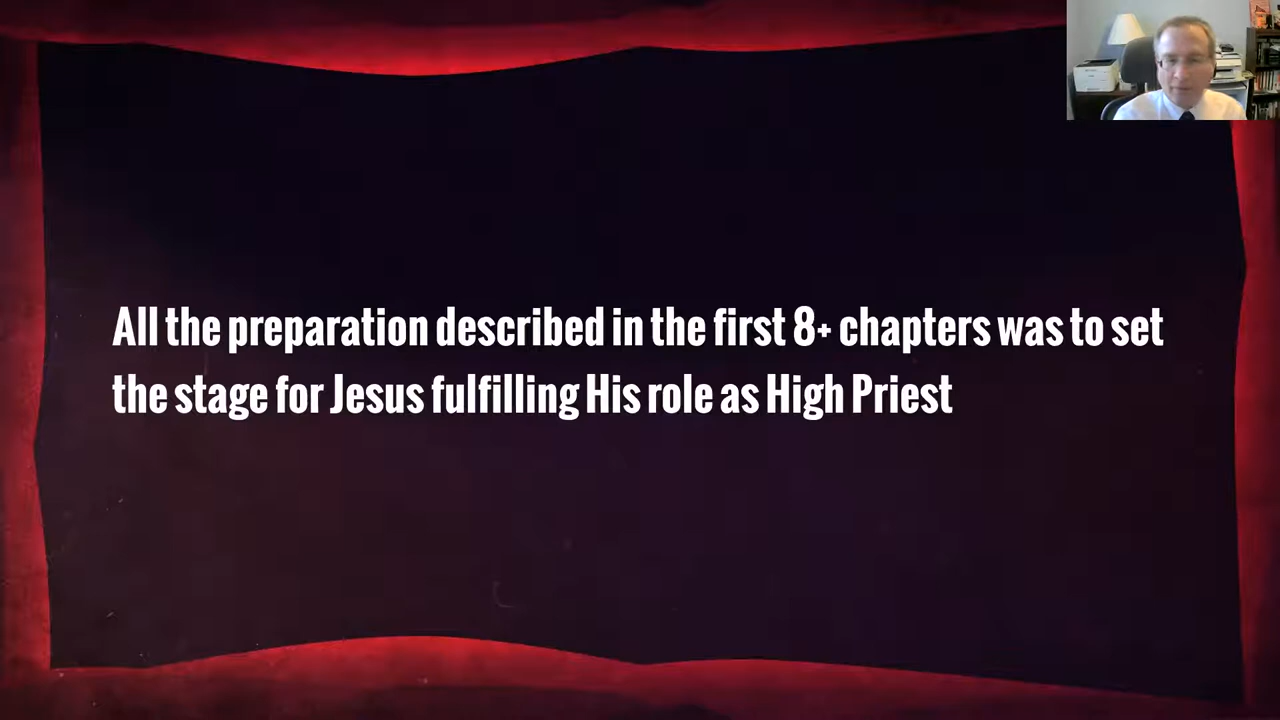 All the preparation described in the first 8+ chapters was to set
the stage for Jesus fulfilling His role as High Priest